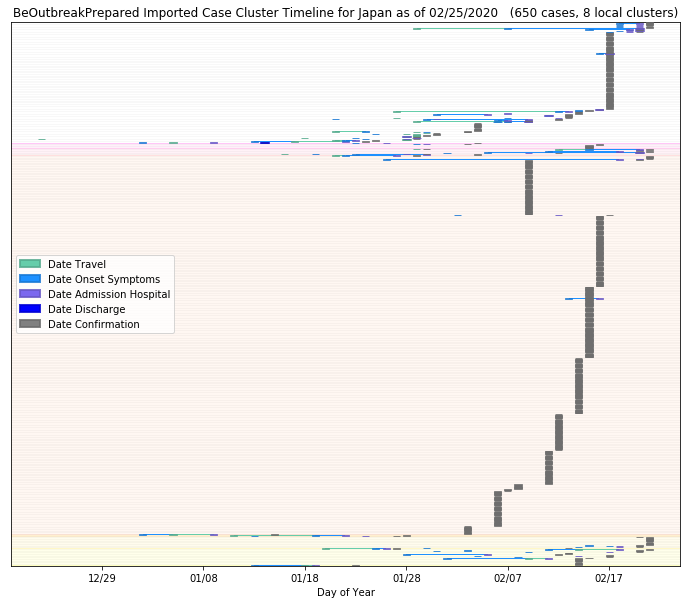 BeOutbreakPrepared Imported Case Cluster Timeline for Japan as of 02/25/2020 (650 cases, 8 local clusters)
Date Travel
Date Onset Symptoms
Date Admission Hospital
Date Discharge
Date Confirmation
12/29 01/08 01/18 01/28 02/07 02/17
Day of Year